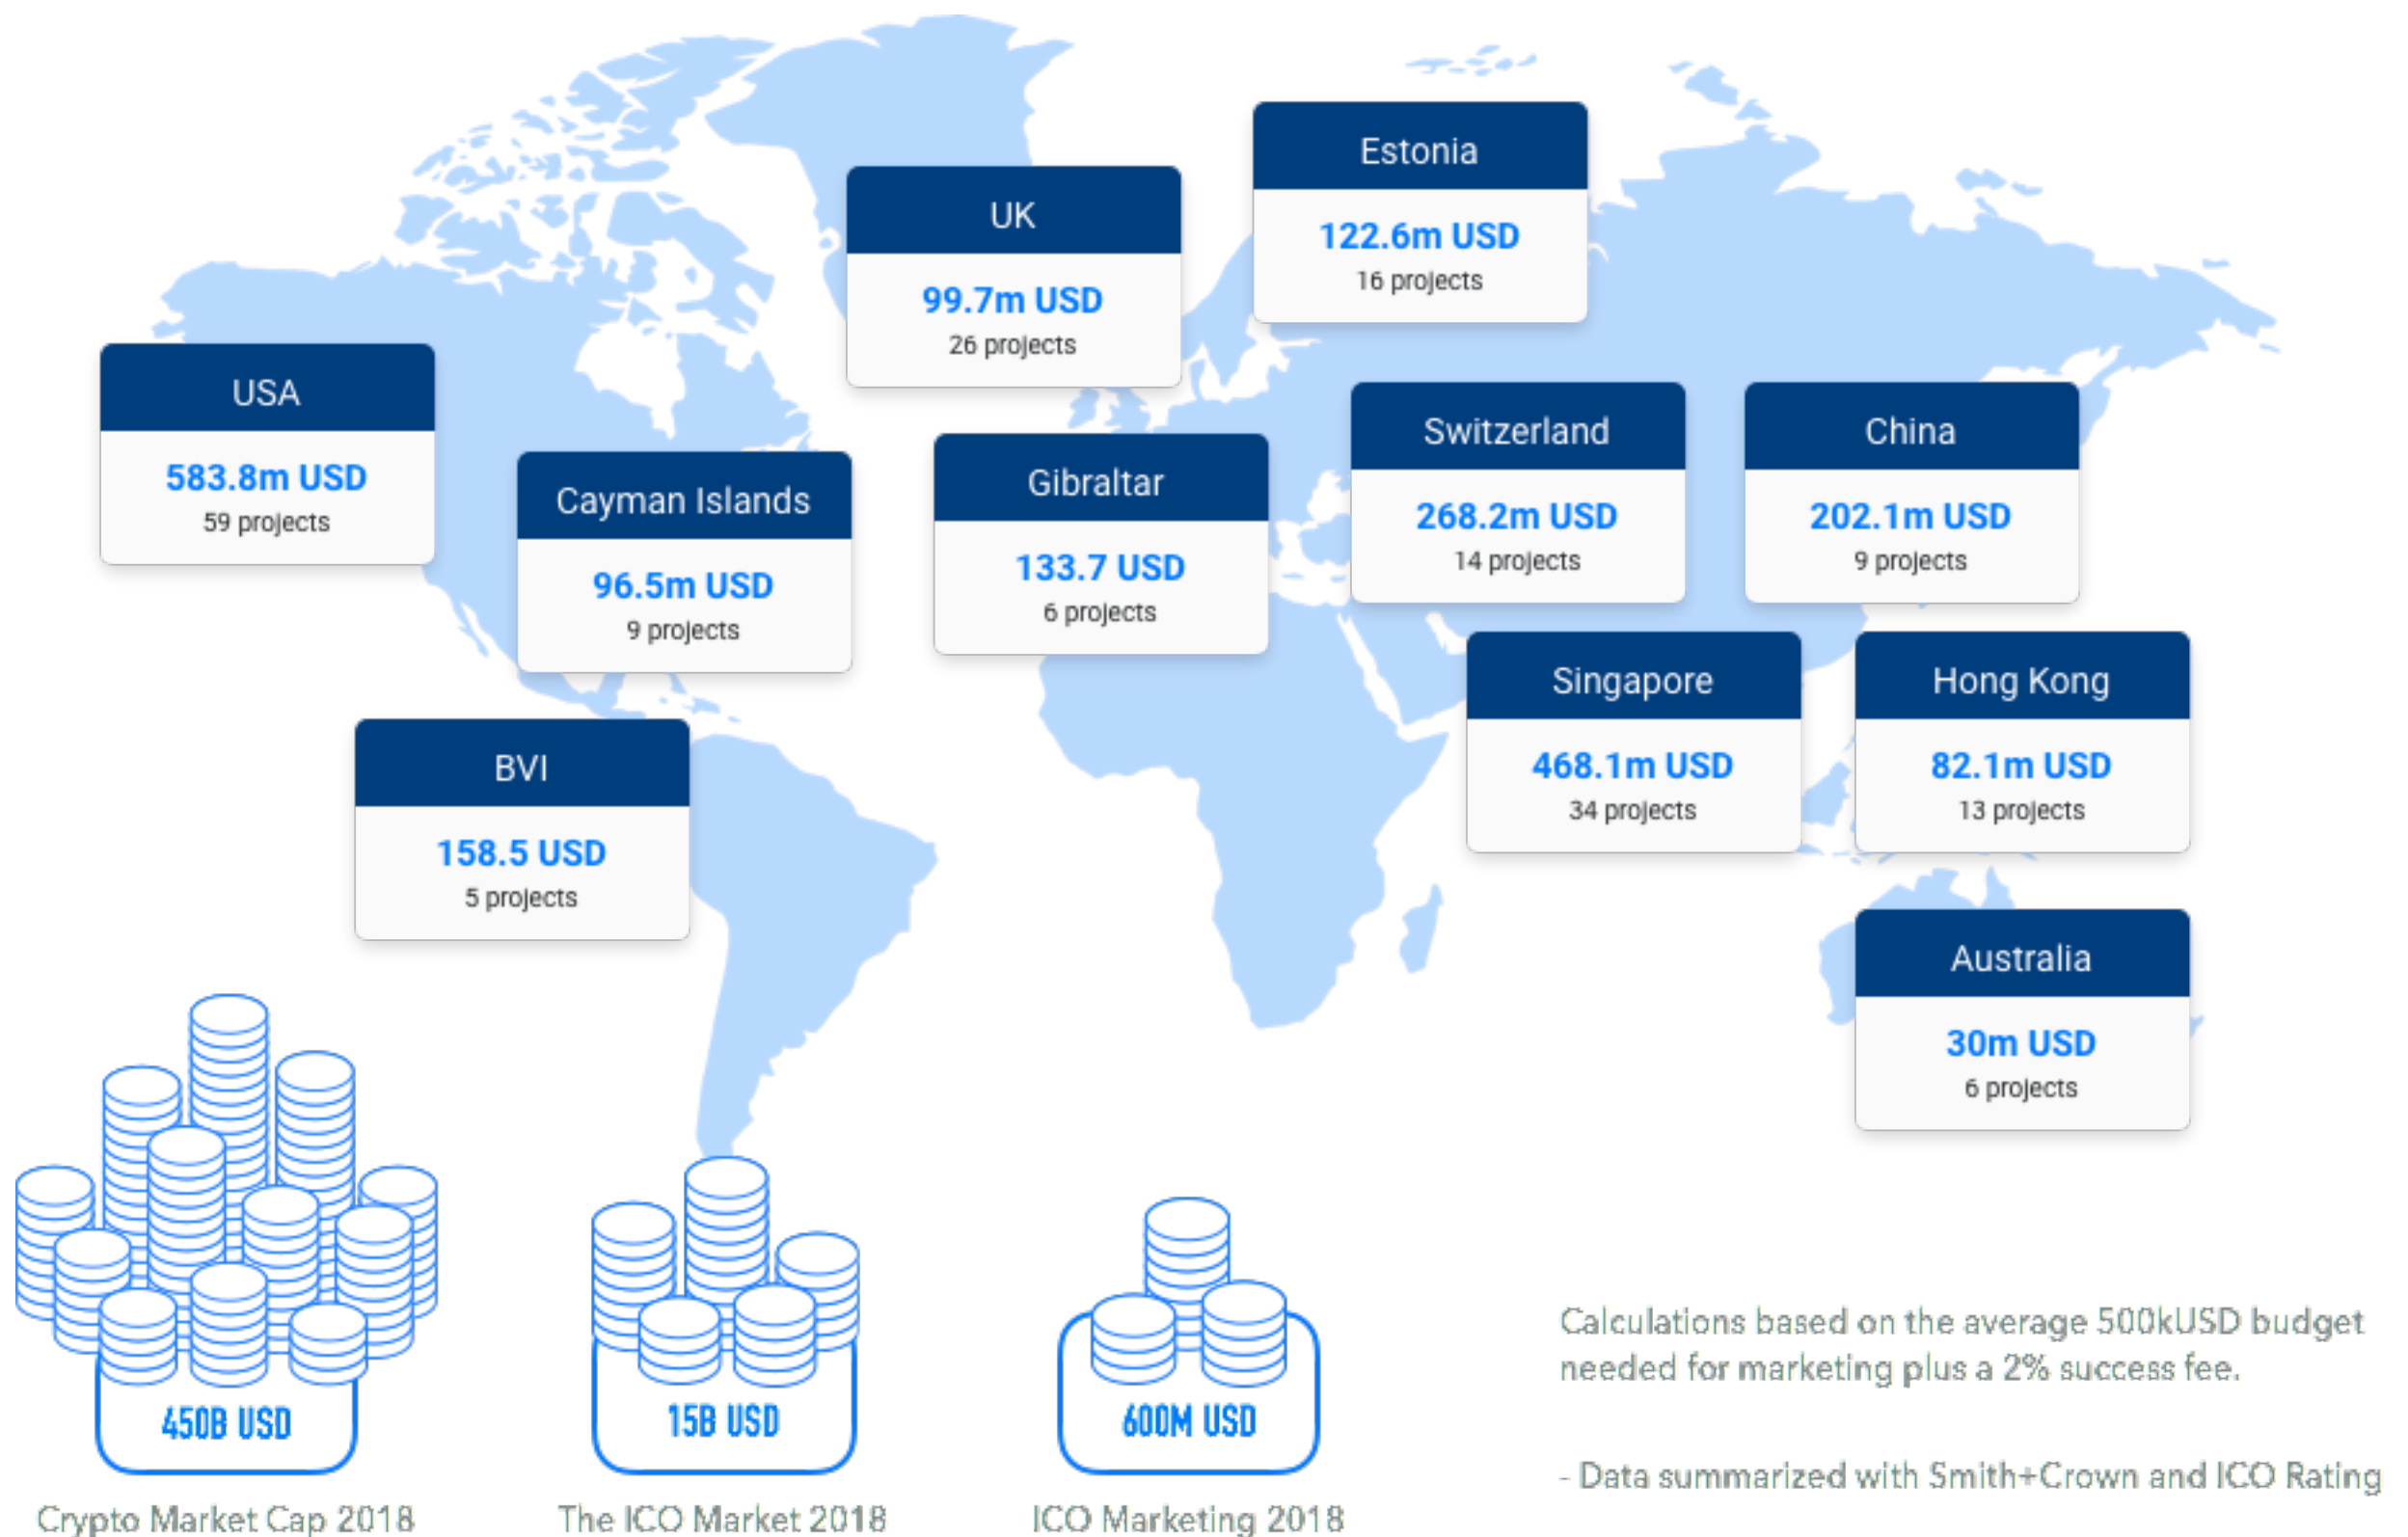 Estonia
122.6m USD
16 projects
UK
99.7m USD
26 projects
USA
583.8m USD
59 projects
Cayman Islands
96.5m USD
9 projects
Gibraltar
133.7 USD
6 projects
Switzerland
268.2m USD
14 projects
China
202.1m USD
9 projects
Singapore
468.1m USD
34 projects
Hong Kong
82.1m USD
13 projects
BVI
158.5 USD
5 projects
Australia
30m USD
6 projects
450B USD
Crypto Market Cap 2018
15B USD
The ICO Market 2018
600M USD
ICO Marketing 2018
Calculations based on the average 500kUSD budget
needed for marketing plus a 2% success fee.
- Data summarized with Smith+Crown and ICO Rating